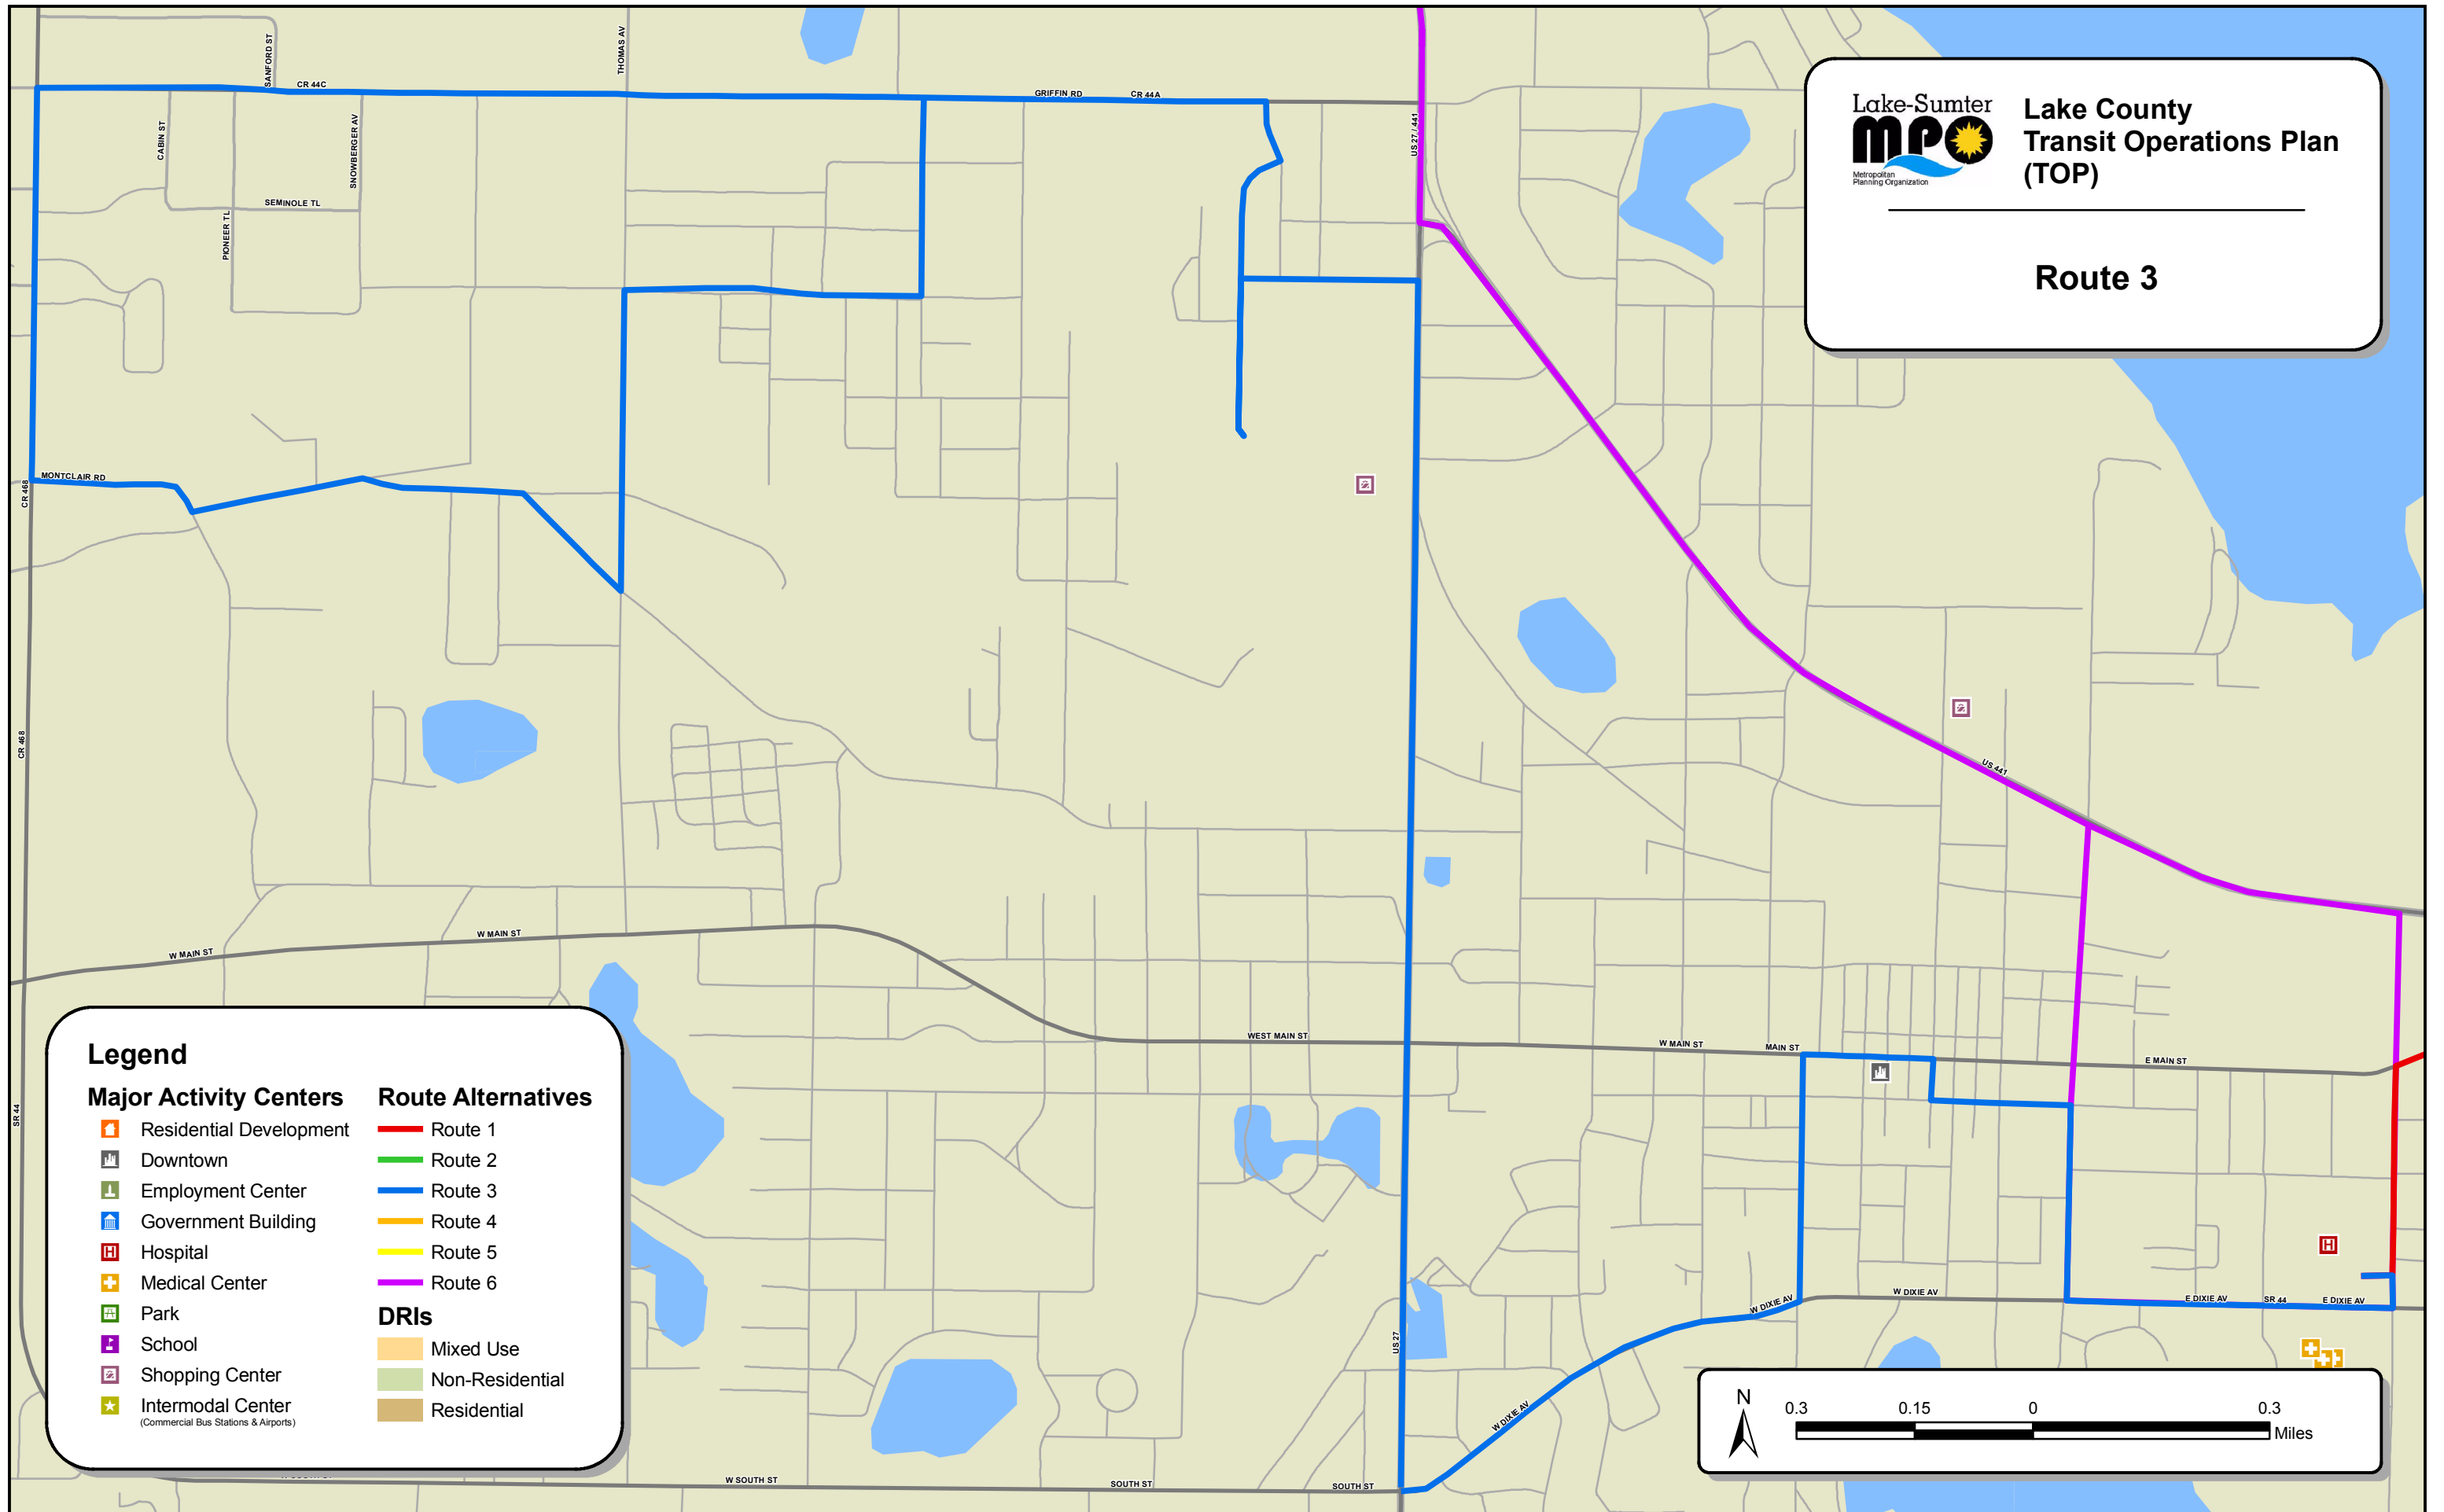 SANFORD ST
THOMAS AV
CR 44C
GRIFFIN RD
CR 44A
CABIN ST
SNOWBERGER AV
US 27 / 441
SEMINOLE TL
PIONEER TL
Lake-Sumter
MPO
Metropolitan
Planning Organization
Lake County
Transit Operations Plan
(TOP)
Route 3
MONTCLAIR RD
CR 468
CR 468
US 441
W MAIN ST
W MAIN ST
WEST MAIN ST
W MAIN ST
MAIN ST
E MAIN ST
SR 44
W DIXIE AV
W DIXIE AV
E DIXIE AV
SR 44
E DIXIE AV
US 27
W DIXIE AV
W SOUTH ST
SOUTH ST
SOUTH ST
Legend
Major Activity Centers
Residential Development
Downtown
Employment Center
Government Building
H Hospital
Medical Center
Park
School
Shopping Center
Intermodal Center
(Commercial Bus Stations & Airports)
Route Alternatives
Route 1
Route 2
Route 3
Route 4
Route 5
Route 6
DRIs
Mixed Use
Non-Residential
Residential
H
N
0.3 0.15 0 0.3
Miles